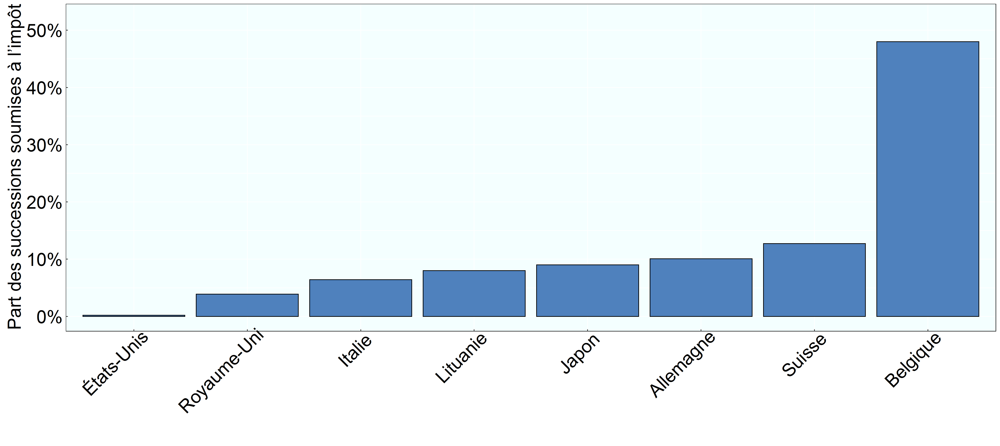 Part des successions soumises à l’impôt
50%
40%
30%
20%
10%
0%
États-Unis
Royaume-Uni
Italie
Lituanie
Japon
Allemagne
Suisse
Belgique